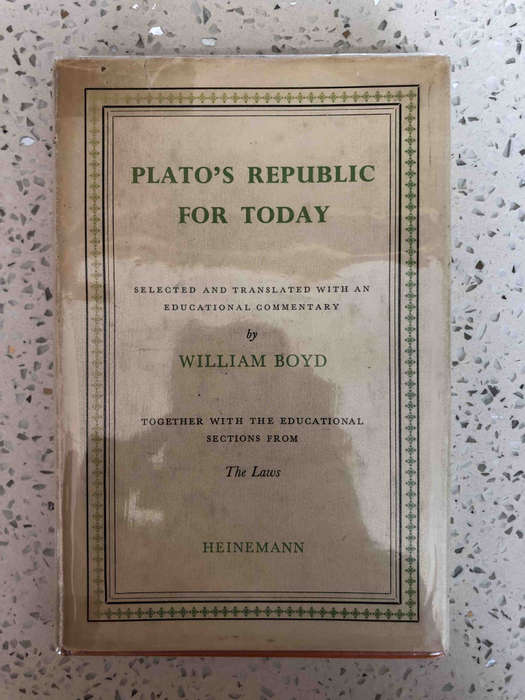 PLATO'S REPUBLIC
FOR TODAY
SELECTED AND TRANSLATED WITH AN
EDUCATIONAL COMMENTARY
by
WILLIAM BOYD
TOGETHER WITH THE EDUCATIONAL
SECTIONS FROM
The Laws
HEINEMANN